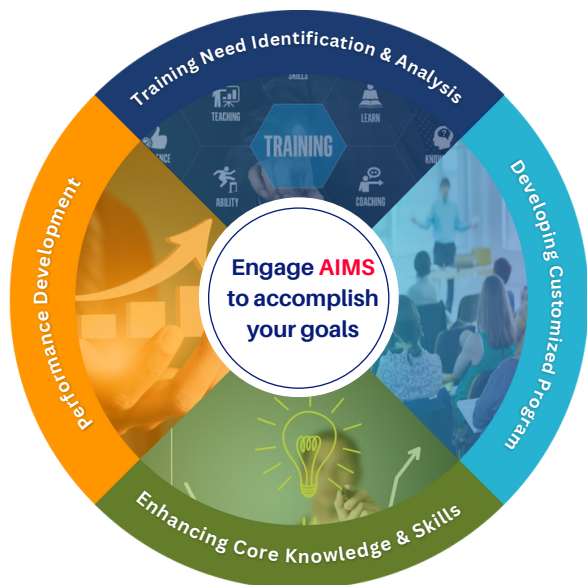 Training Need Identification & Analysis
SKILLS
TEACHING
LEARN
TRAINING
ABILITY
COACHING
Developing Customized Program
Engage AIMS
to accomplish
your goals
Performance Development
Enhancing Core Knowledge & Skills